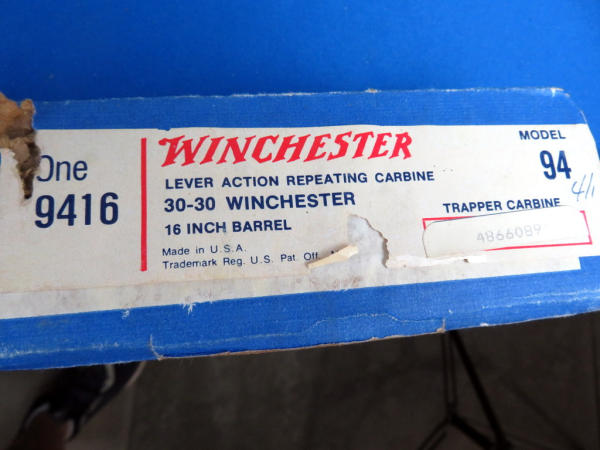 One
9416
WINCHESTER
LEVER ACTION REPEATING CARBINE
30-30 WINCHESTER
16 INCH BARREL
Made in U.S.A.
Trademark Reg. U.S. Pat. Off.
MODEL
94
TRAPPER CARBINE
4866089